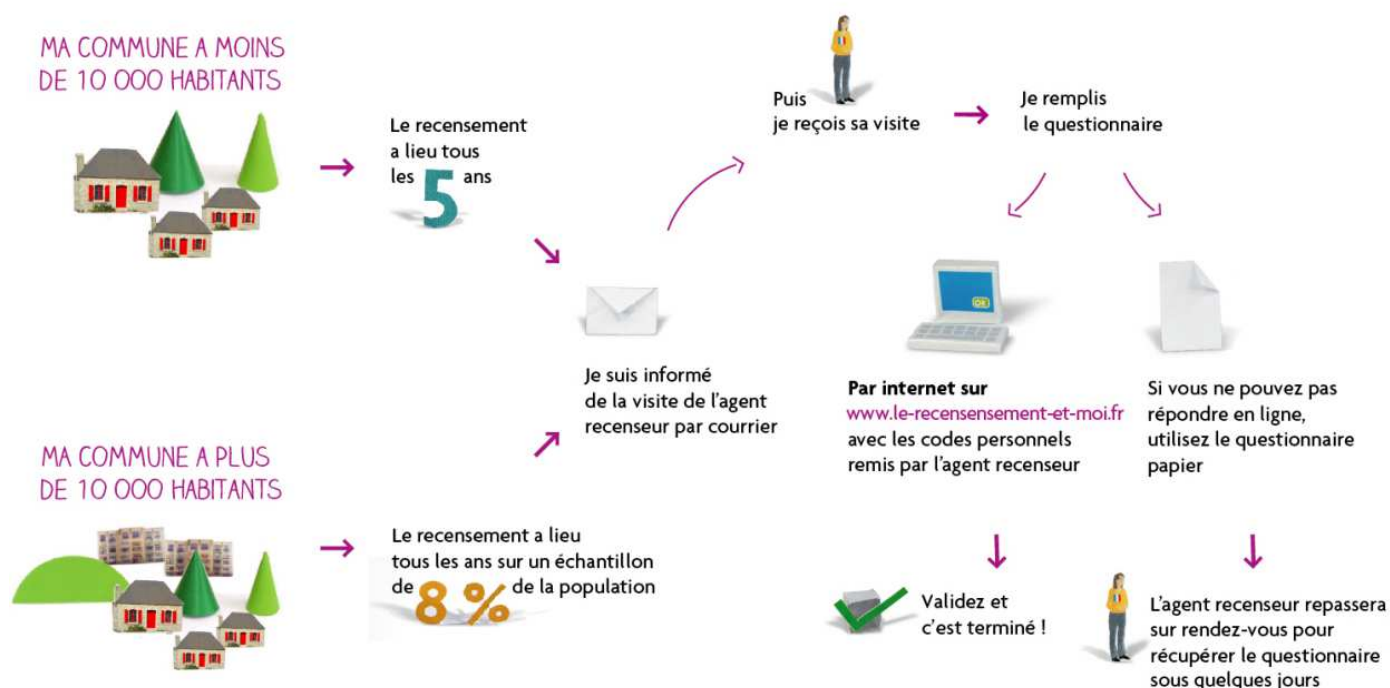 MA COMMUNE A MOINS
DE 10 000 HABITANTS
Le recensement
a lieu tous
les 5 ans
MA COMMUNE A PLUS
DE 10 000 HABITANTS
Le recensement a lieu
tous les ans sur un échantillon
de 8 % de la population
Je suis informé
de la visite de l'agent
recenseur par courrier
Puis
je reçois sa visite
Je remplis
le questionnaire
OK
Par internet sur
www.le-recensensement-et-moi.fr
avec les codes personnels
remis par l'agent recenseur
Validez et
c'est terminé !
Si vous ne pouvez pas
répondre en ligne,
utilisez le questionnaire
papier
L'agent recenseur repassera
sur rendez-vous pour
récupérer le questionnaire
sous quelques jours